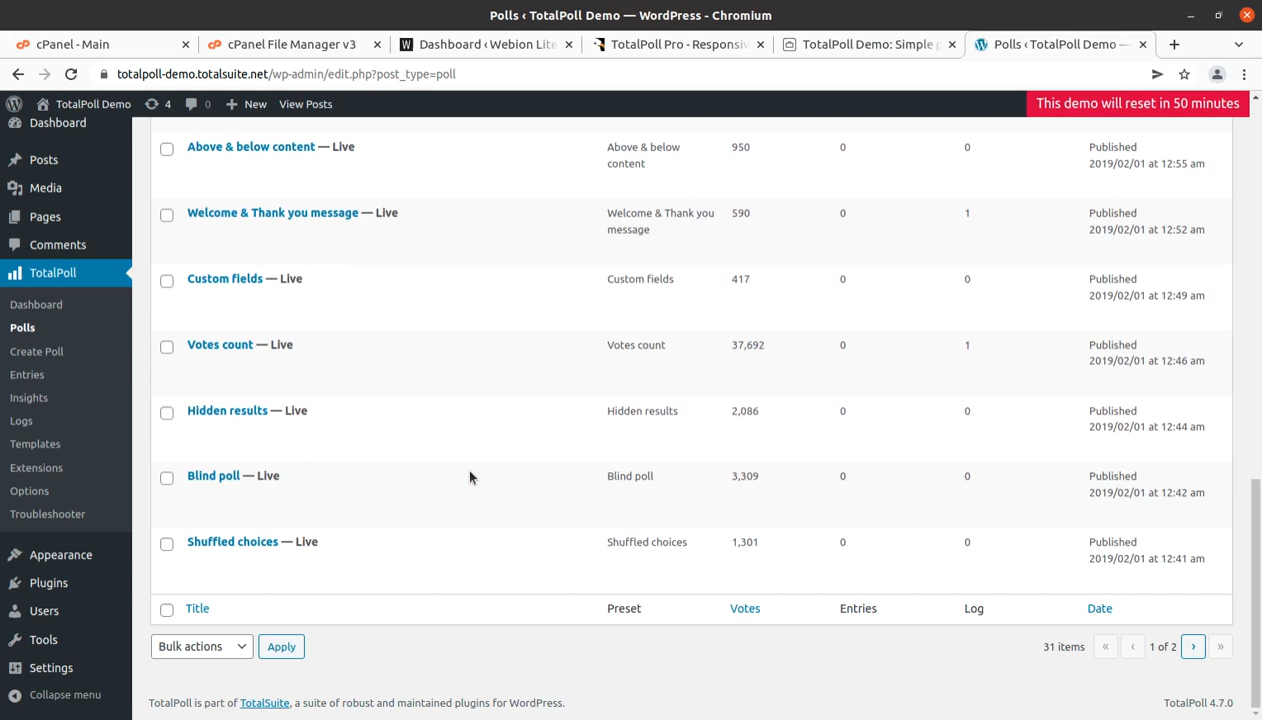 Polls ‹ TotalPoll Demo — WordPress - Chromium
cPanel - Main
cPanel File Manager v3
Dashboard ‹ Webion Lite
TotalPoll Pro - Responsiv
TotalPoll Demo: Simple
Polls ‹ TotalPoll Demo —
totalpoll-demo.totalsuite.net/wp-admin/edit.php?post_type=poll
TotalPoll Demo
4
0
New
View Posts
This demo will reset in 50 minutes
Dashboard
Posts
Media
Pages
Comments
TotalPoll
Dashboard
Polls
Create Poll
Entries
Insights
Logs
Templates
Extensions
Options
Troubleshooter
Appearance
Plugins
Users
Tools
Settings
Collapse menu
Above & below content — Live
Above & below
content
950
0
0
Published
2019/02/01 at 12:55 am
Welcome & Thank you message — Live
Welcome & Thank you
message
590
0
1
Published
2019/02/01 at 12:52 am
Custom fields — Live
Custom fields
417
0
0
Published
2019/02/01 at 12:49 am
Votes count — Live
Votes count
37,692
0
1
Published
2019/02/01 at 12:46 am
Hidden results — Live
Hidden results
2,086
0
0
Published
2019/02/01 at 12:44 am
Blind poll — Live
Blind poll
3,309
0
0
Published
2019/02/01 at 12:42 am
Shuffled choices — Live
Shuffled choices
1,301
0
0
Published
2019/02/01 at 12:41 am
Title
Preset
Votes
Entries
Log
Date
Bulk actions
Apply
31 items
«
‹
1 of 2
›
»
TotalPoll is part of TotalSuite, a suite of robust and maintained plugins for WordPress.
TotalPoll 4.7.0